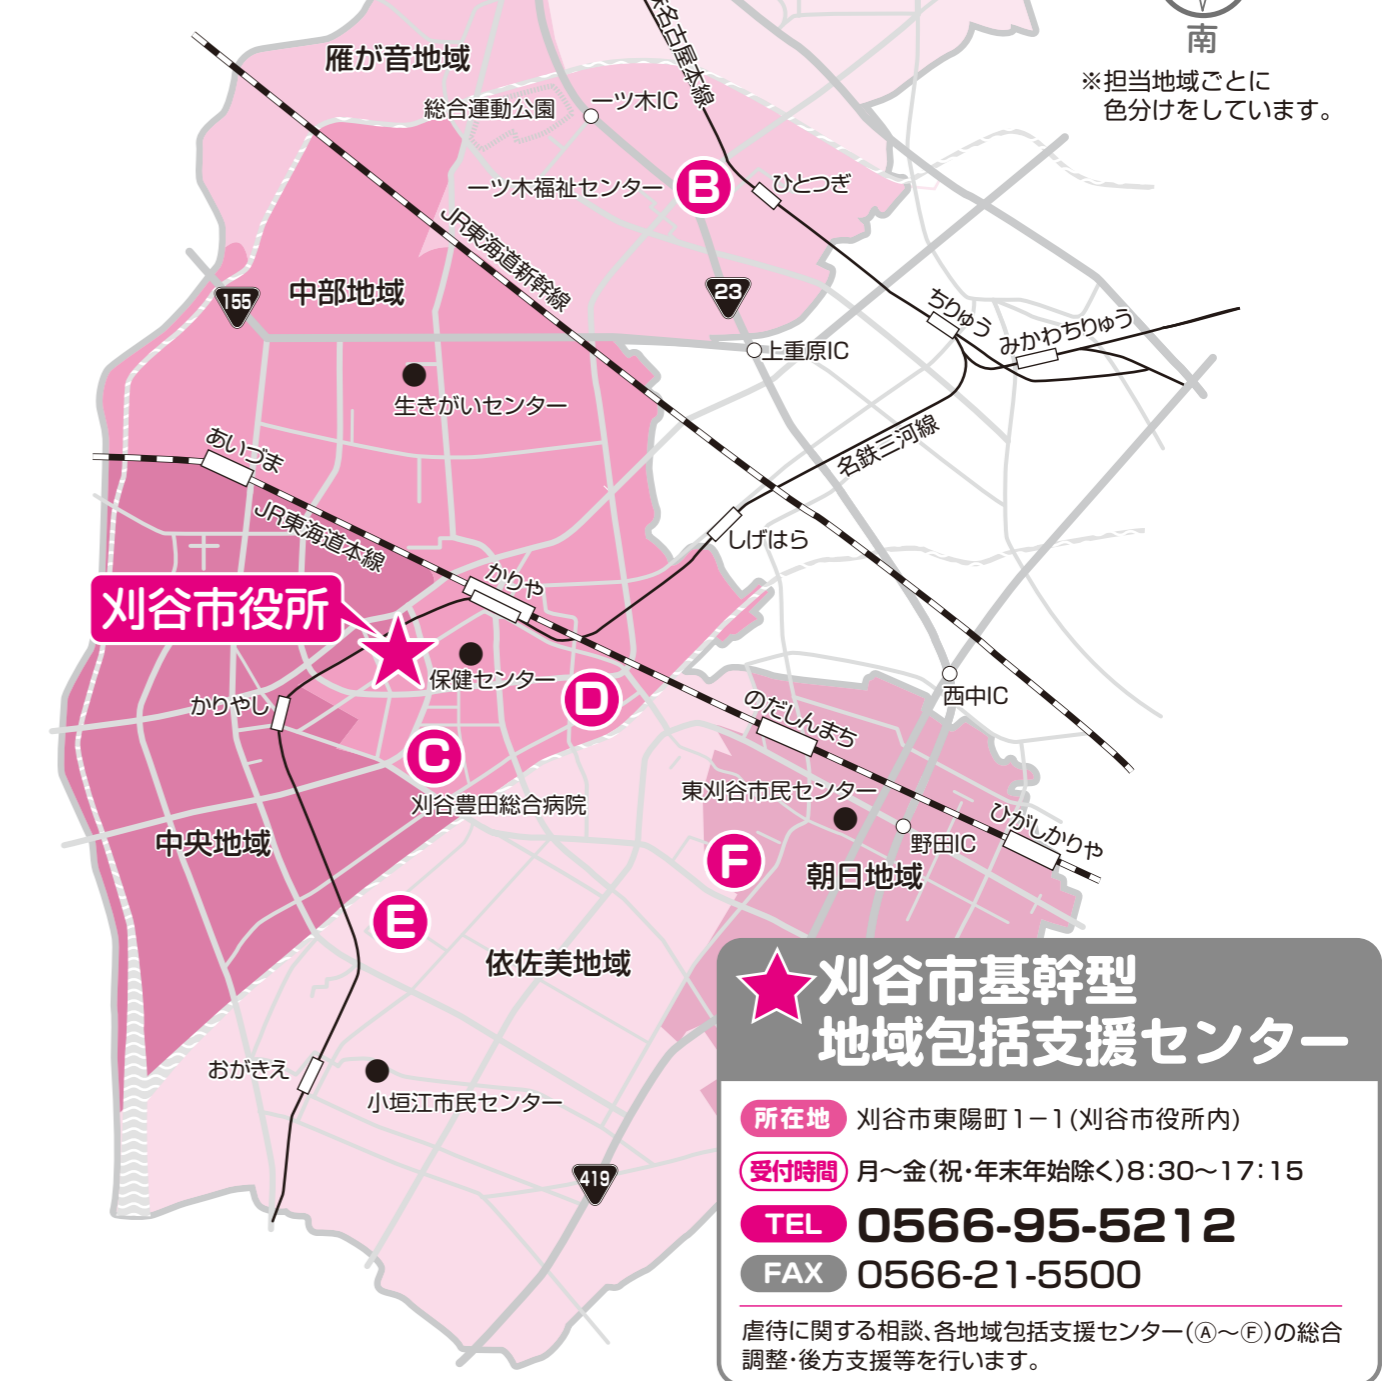 南
※担当地域ごとに
色分けをしています。
雁が音地域
名古屋本線
総合運動公園
一ツ木IC
一ツ木福祉センター
B
ひとつぎ
JR東海道新幹線
中部地域
155
23
ちりゅう
みかわちりゅう
上重原IC
生きがいセンター
名鉄三河線
あいづま
JR東海道本線
しげはら
かりや
刈谷市役所
保健センター
D
西中IC
かりやし
のだしんまち
C
刈谷豊田総合病院
東刈谷市民センター
ひがしかりや
野田IC
中央地域
F
朝日地域
E
依佐美地域
おがきえ
小垣江市民センター
419
刈谷市基幹型
地域包括支援センター
所在地 刈谷市東陽町1－1(刈谷市役所内)
受付時間 月～金(祝・年末年始除く)8：30～17：15
TEL 0566-95-5212
FAX 0566-21-5500
虐待に関する相談、各地域包括支援センター(Ⓐ～Ⓕ)の総合
調整・後方支援等を行います。